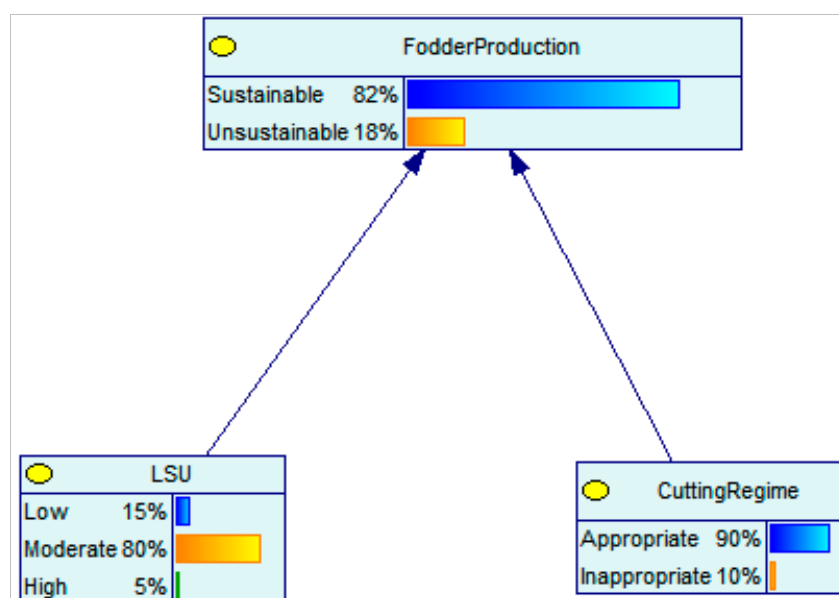 FodderProduction
Sustainable 82%
Unsustainable 18%
LSU
Low 15%
Moderate 80%
High 5%
CuttingRegime
Appropriate 90%
Inappropriate 10%